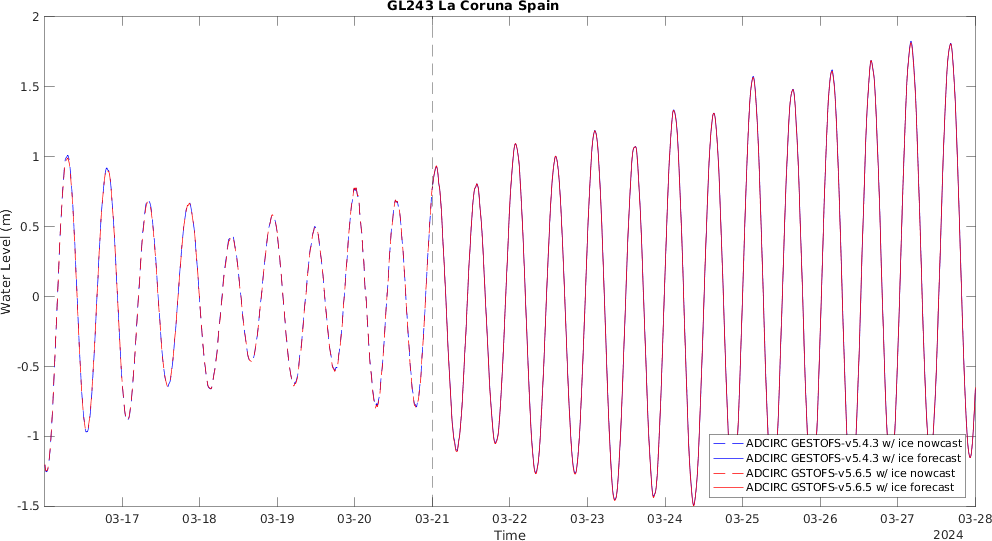 GL243 La Coruna Spain
2
1.5
1
0.5
0
-0.5
-1
-1.5
Water Level (m)
ADCIRC GESTOFS-v5.4.3 w/ ice nowcast
ADCIRC GESTOFS-v5.4.3 w/ ice forecast
ADCIRC GSTOFS-v5.6.5 w/ ice nowcast
ADCIRC GSTOFS-v5.6.5 w/ ice forecast
03-17 03-18 03-19 03-20 03-21 03-22 03-23 03-24 03-25 03-26 03-27 03-28
Time
2024